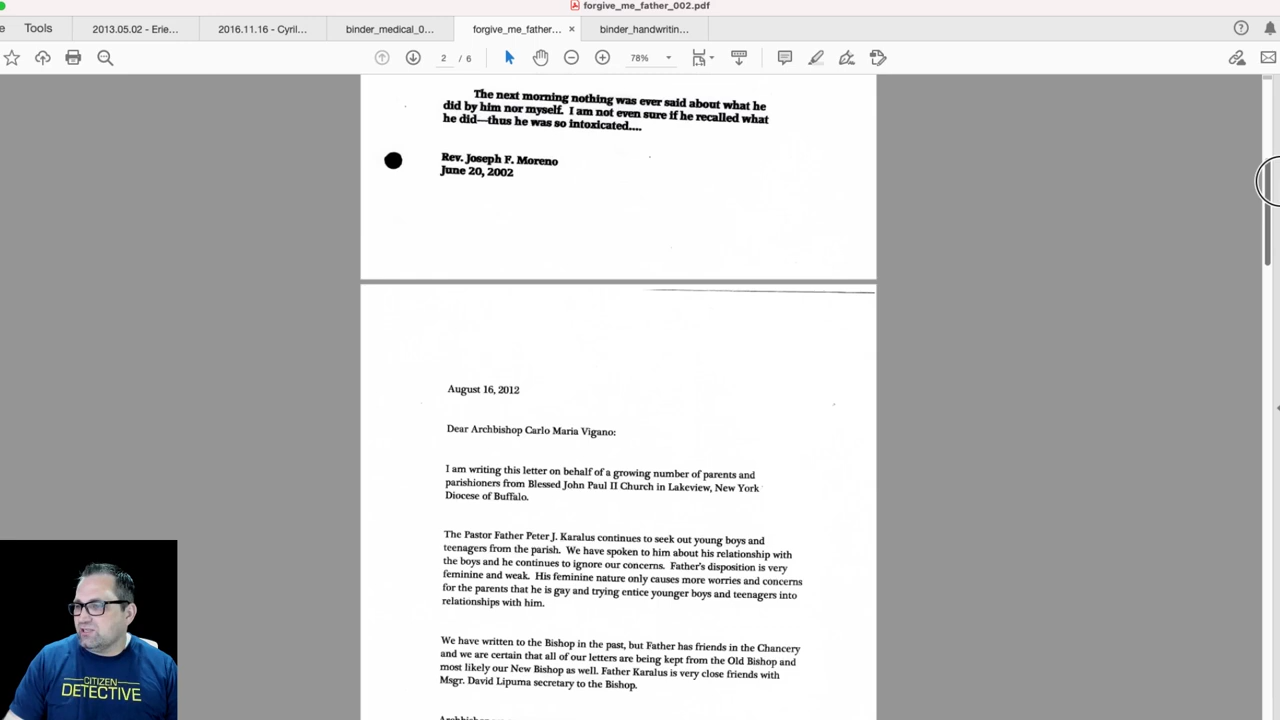 forgive_me_father_002.pdf
e Tools 2013.05.02 - Erie... 2016.11.16 - Cyril... binder_medical_0... forgive_me_father... × binder_handwritin...
2 / 6 78%
The next morning nothing was ever said about what he
did by him nor myself. I am not even sure if he recalled what
he did—thus he was so intoxicated....
Rev. Joseph F. Moreno
June 20, 2002
August 16, 2012
Dear Archbishop Carlo Maria Vigano:
I am writing this letter on behalf of a growing number of parents and
parishioners from Blessed John Paul II Church in Lakeview, New York
Diocese of Buffalo.
The Pastor Father Peter J. Karalus continues to seek out young boys and
teenagers from the parish. We have spoken to him about his relationship with
the boys and he continues to ignore our concerns. Father's disposition is very
feminine and weak. His feminine nature only causes more worries and concerns
for the parents that he is gay and trying entice younger boys and teenagers into
relationships with him.
We have written to the Bishop in the past, but Father has friends in the Chancery
and we are certain that all of our letters are being kept from the Old Bishop and
most likely our New Bishop as well. Father Karalus is very close friends with
Msgr. David Lipuma secretary to the Bishop.
CITIZEN
DETECTIVE